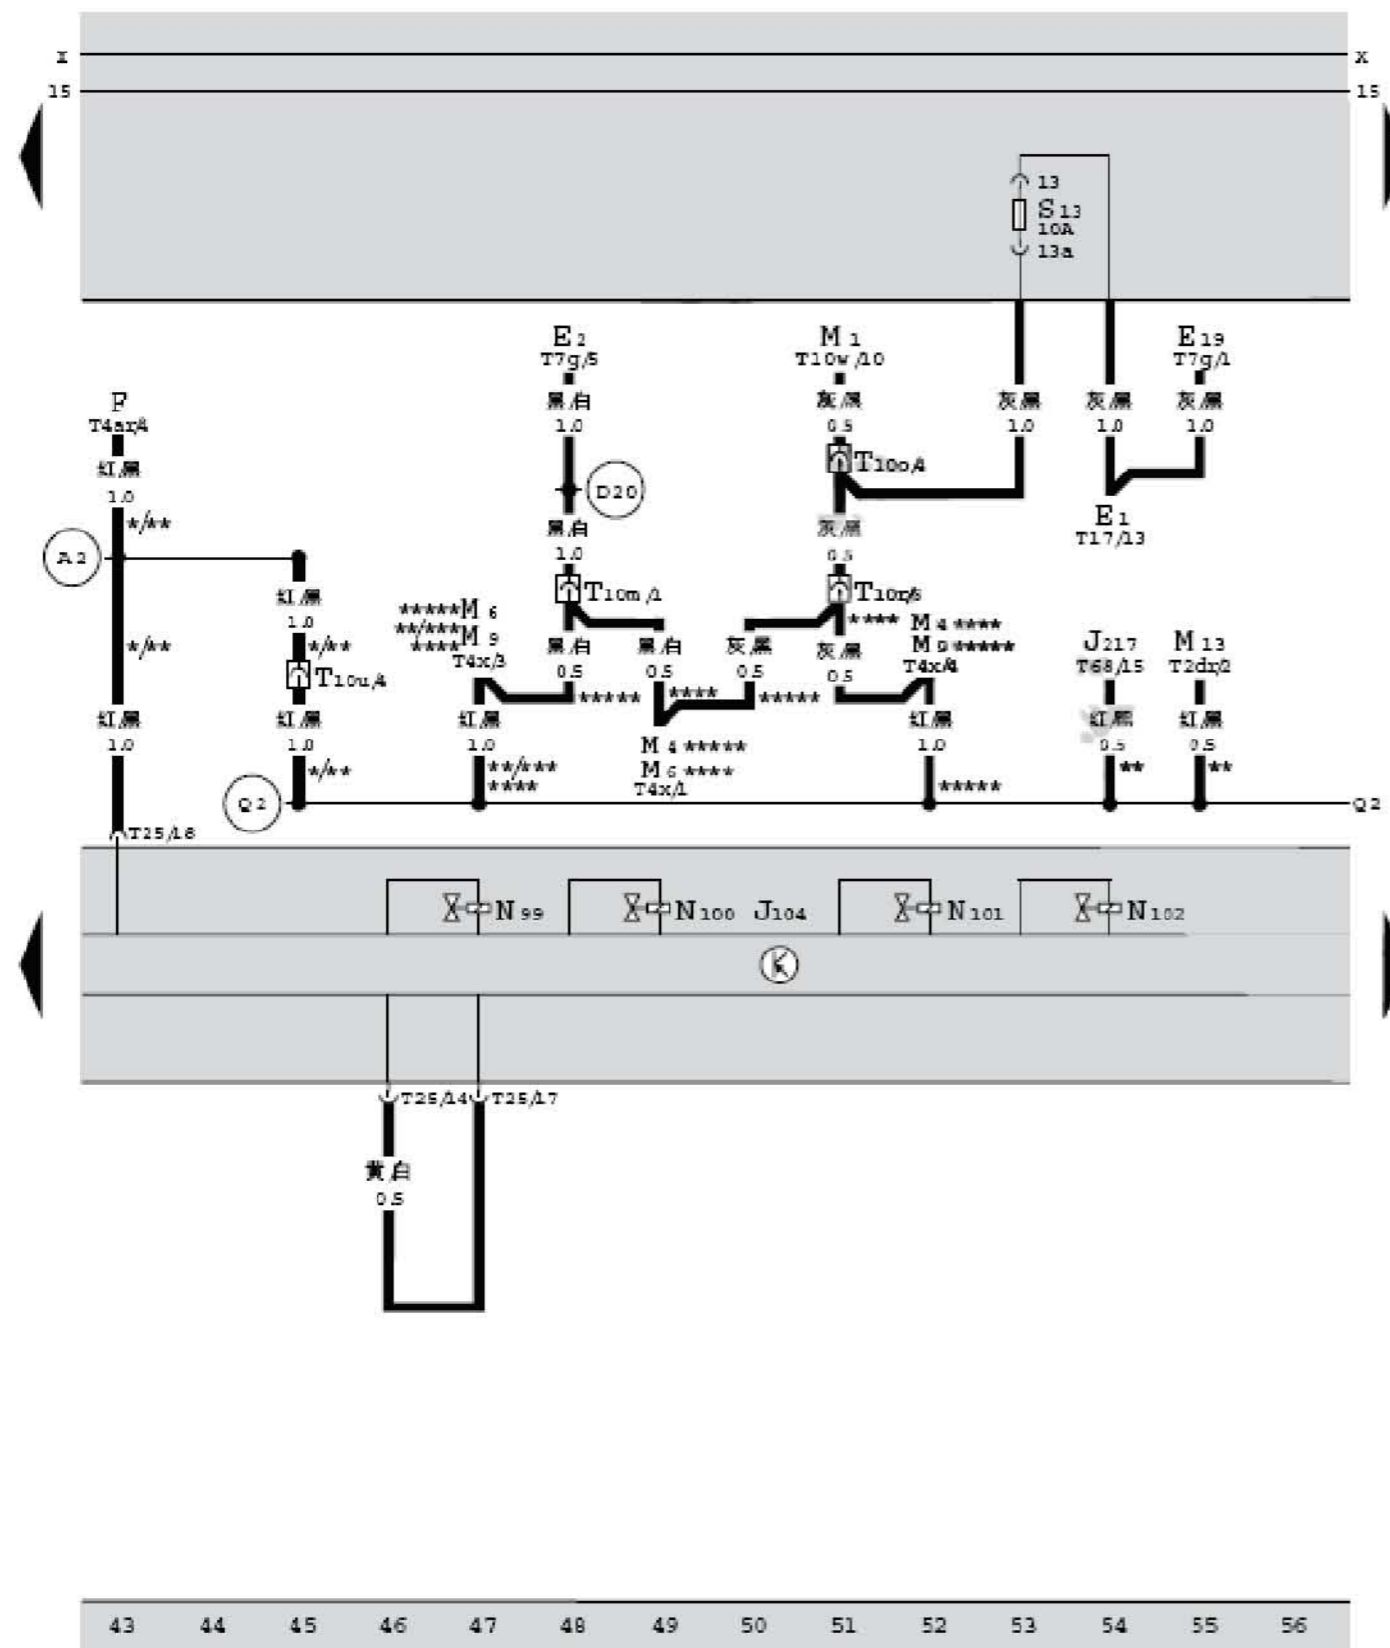 X
15
15
13
S13
10A
13a
E2
T7g/5
M1
T10w/10
E19
T7g/1
F
T4ar/4
黑/白
1.0
灰/黑
0.5
灰/黑
1.0
灰/黑
1.0
灰/黑
1.0
红/黑
1.0
*/**
T10o/4
D20
黑/白
1.0
灰/黑
0.5
E1
T17/13
A2
红/黑
1.0
*/**
*/**
T10u/4
T10m/1
*****M6
**/***M9
****
T4x/3
黑/白
0.5
黑/白
0.5
灰/黑
0.5
灰/黑
0.5
****
M4****
M9*****
T4x/4
J217
T68/15
M13
T2dr/2
*****
****
*****
红/黑
1.0
红/黑
1.0
*/**
红/黑
1.0
**/***
****
M4*****
M6****
T4x/1
红/黑
1.0
*****
红/黑
0.5
**
红/黑
0.5
**
Q2
Q2
T25/18
N99
N100
J104
N101
N102
K
T25/14
T25/17
黄/白
0.5
43 44 45 46 47 48 49 50 51 52 53 54 55 56